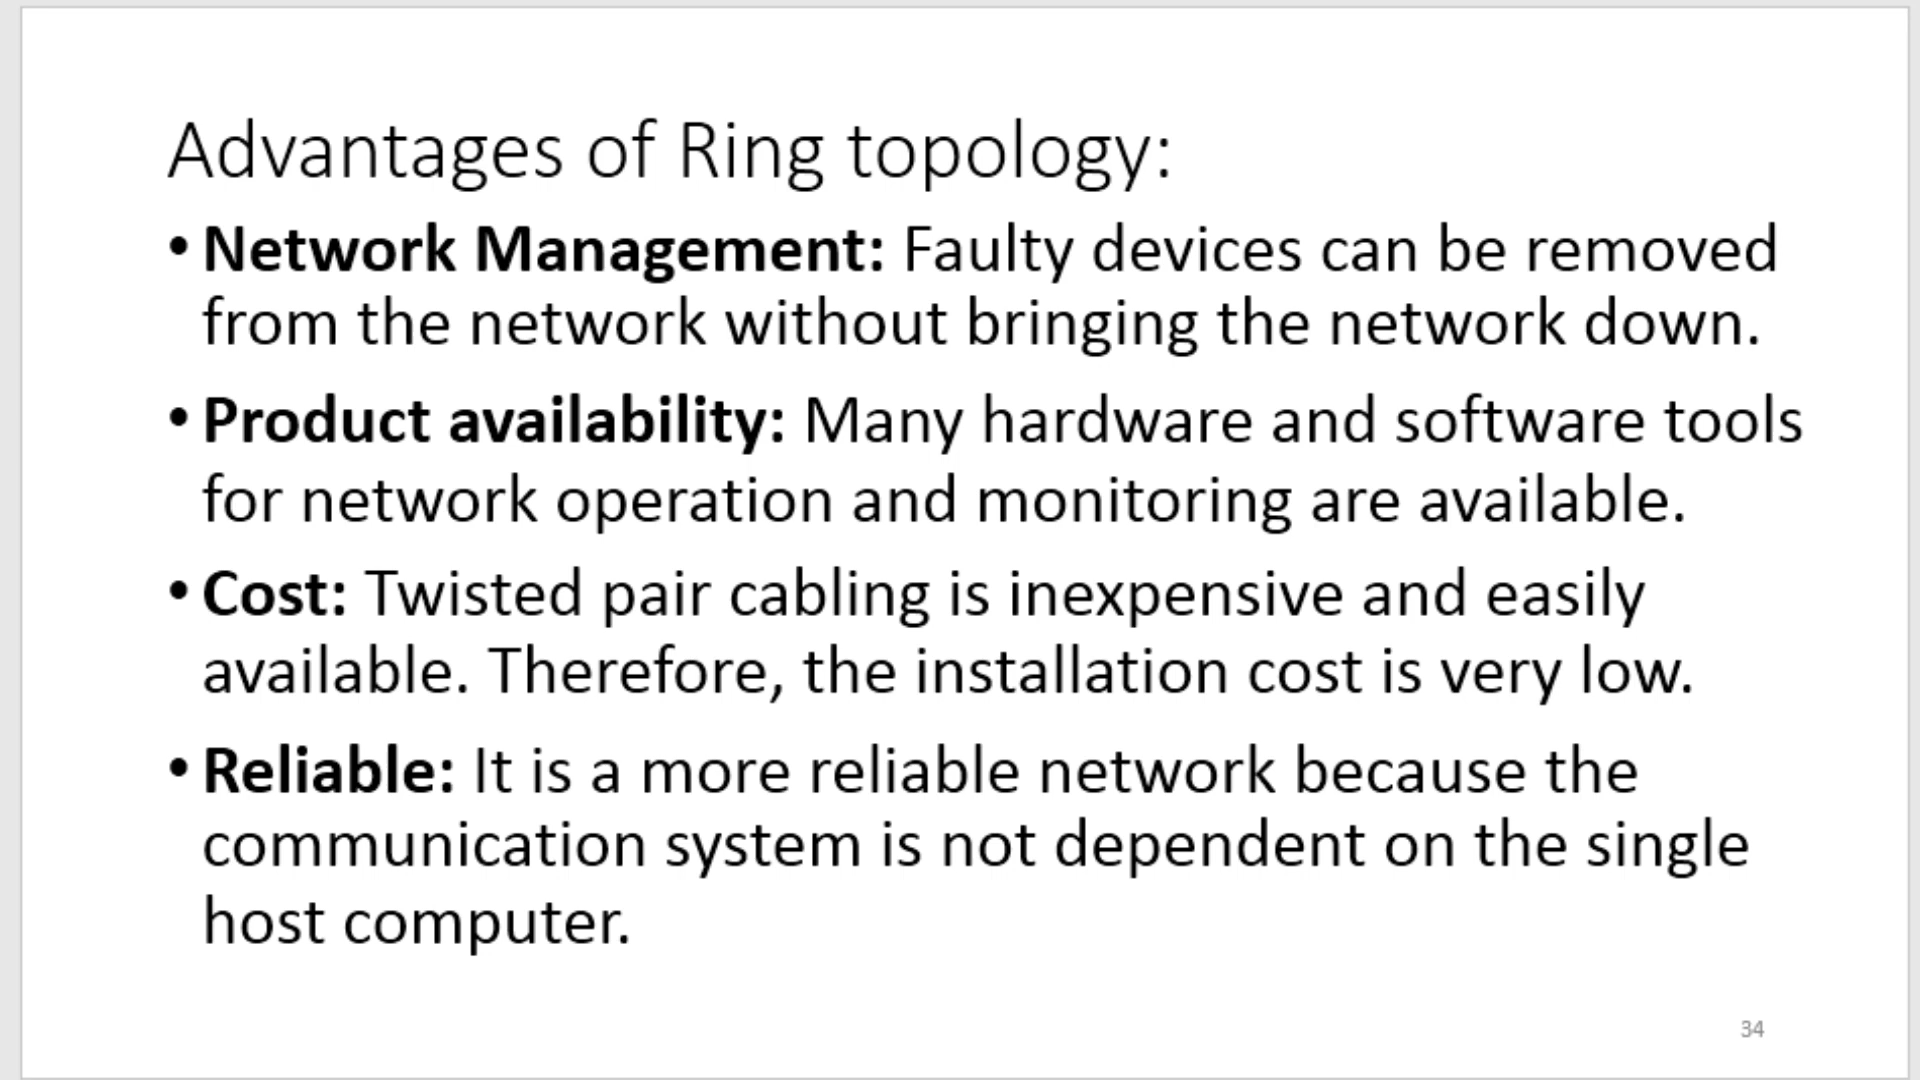 Advantages of Ring topology:
• Network Management: Faulty devices can be removed
from the network without bringing the network down.
• Product availability: Many hardware and software tools
for network operation and monitoring are available.
• Cost: Twisted pair cabling is inexpensive and easily
available. Therefore, the installation cost is very low.
• Reliable: It is a more reliable network because the
communication system is not dependent on the single
host computer.
34